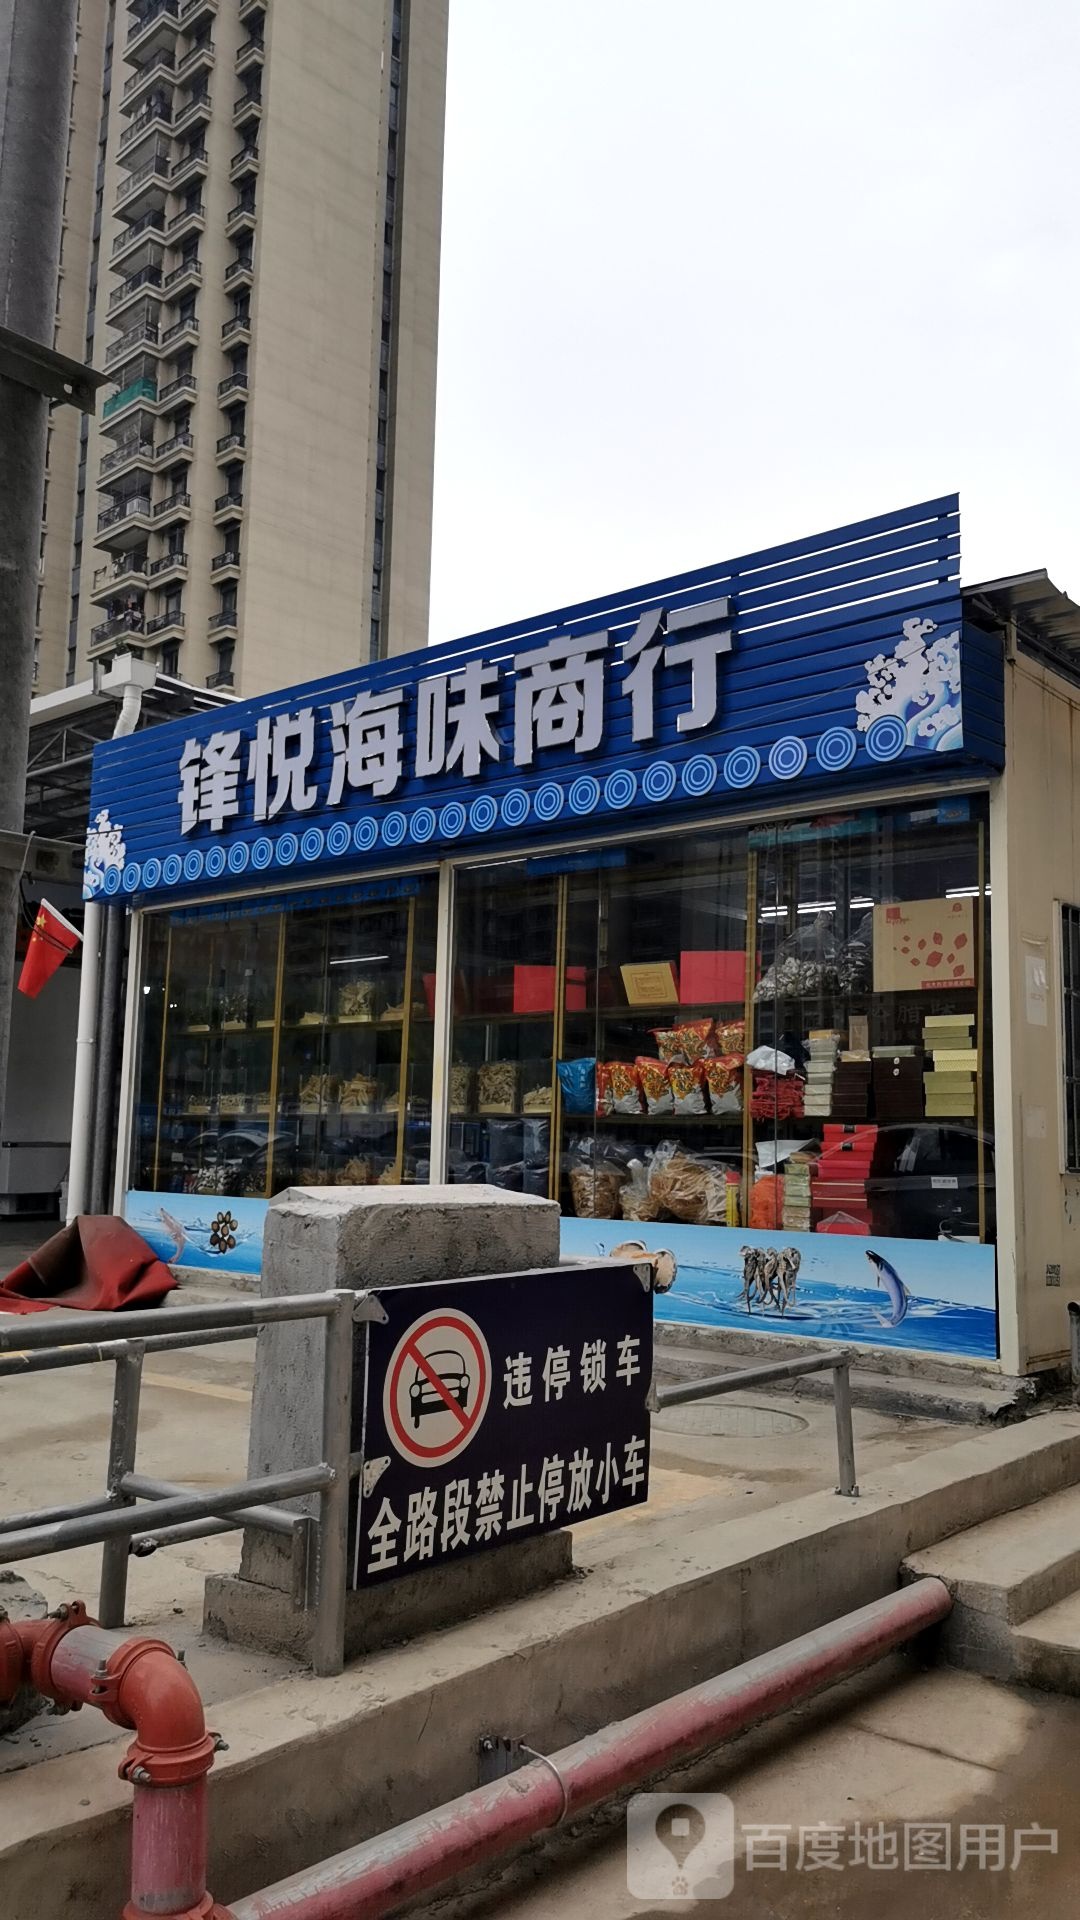 锋悦海味商行
违停锁车
全路段禁止停放小车
百度地图用户